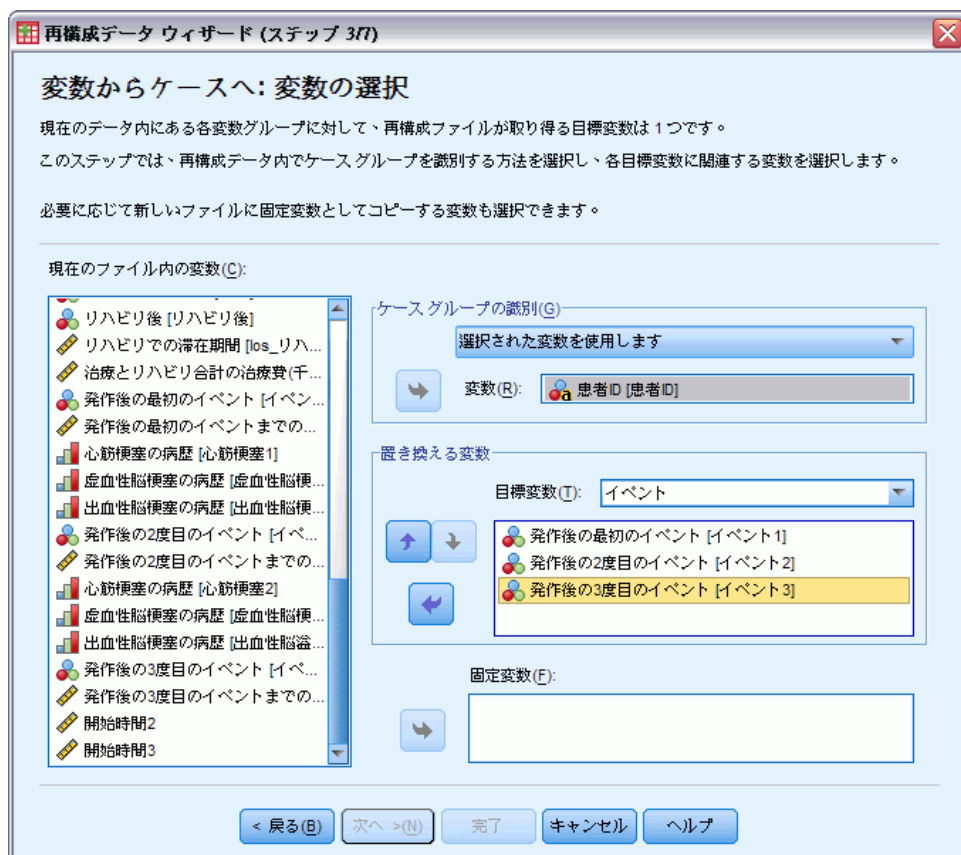 再構成データ ウィザード (ステップ 3/7)
変数からケースへ: 変数の選択
現在のデータ内にある各変数グループに対して、再構成ファイルが取り得る目標変数は 1 つです。
このステップでは、再構成データ内でケース グループを識別する方法を選択し、各目標変数に関連する変数を選択します。
必要に応じて新しいファイルに固定変数としてコピーする変数も選択できます。
現在のファイル内の変数(C):
リハビリ後 [リハビリ後]
リハビリでの滞在期間 [los_リハ...
治療とリハビリ合計の治療費(千...
発作後の最初のイベント [イベン...
発作後の最初のイベントまでの...
心筋梗塞の病歴 [心筋梗塞1]
虚血性脳梗塞の病歴 [虚血性脳梗...
出血性脳梗塞の病歴 [出血性脳梗...
発作後の2度目のイベント [イベ...
発作後の2度目のイベントまでの...
心筋梗塞の病歴 [心筋梗塞2]
虚血性脳梗塞の病歴 [虚血性脳梗...
出血性脳梗塞の病歴 [出血性脳溢...
発作後の3度目のイベント [イベ...
発作後の3度目のイベントまでの...
開始時間2
開始時間3
ケース グループの識別(G)
選択された変数を使用します
変数(R):
患者ID [患者ID]
置き換える変数
目標変数(T):
イベント
発作後の最初のイベント [イベント1]
発作後の2度目のイベント [イベント2]
発作後の3度目のイベント [イベント3]
固定変数(F):
< 戻る(B)
次へ >(N)
完了
キャンセル
ヘルプ